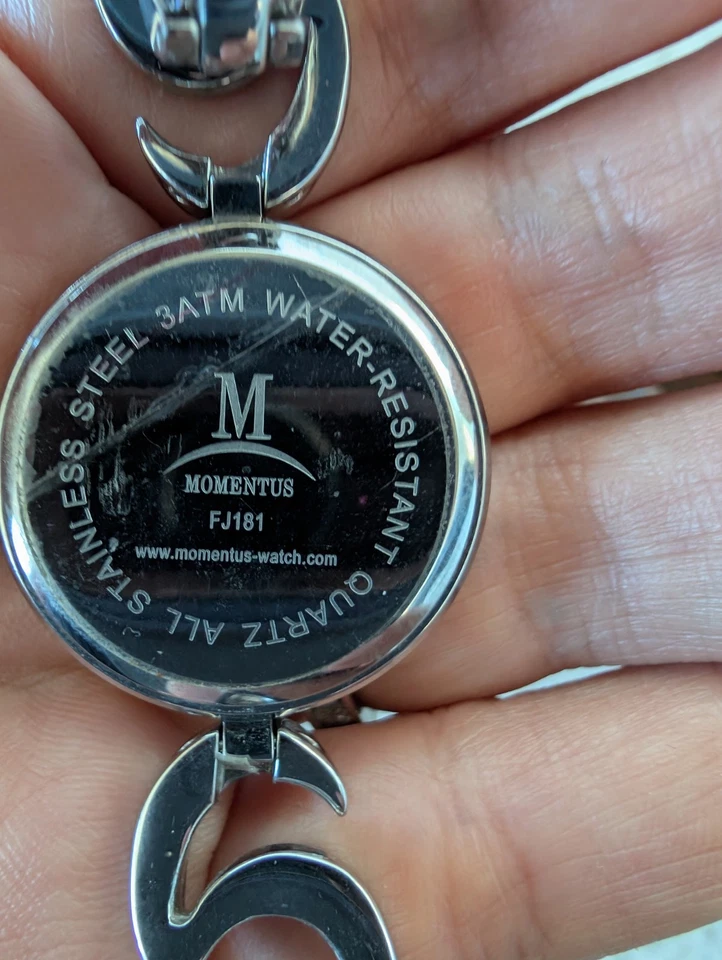 3ATM WATER-RESISTANT QUARTZ ALL STAINLESS STEEL
M
MOMENTUS
FJ181
www.momentus-watch.com